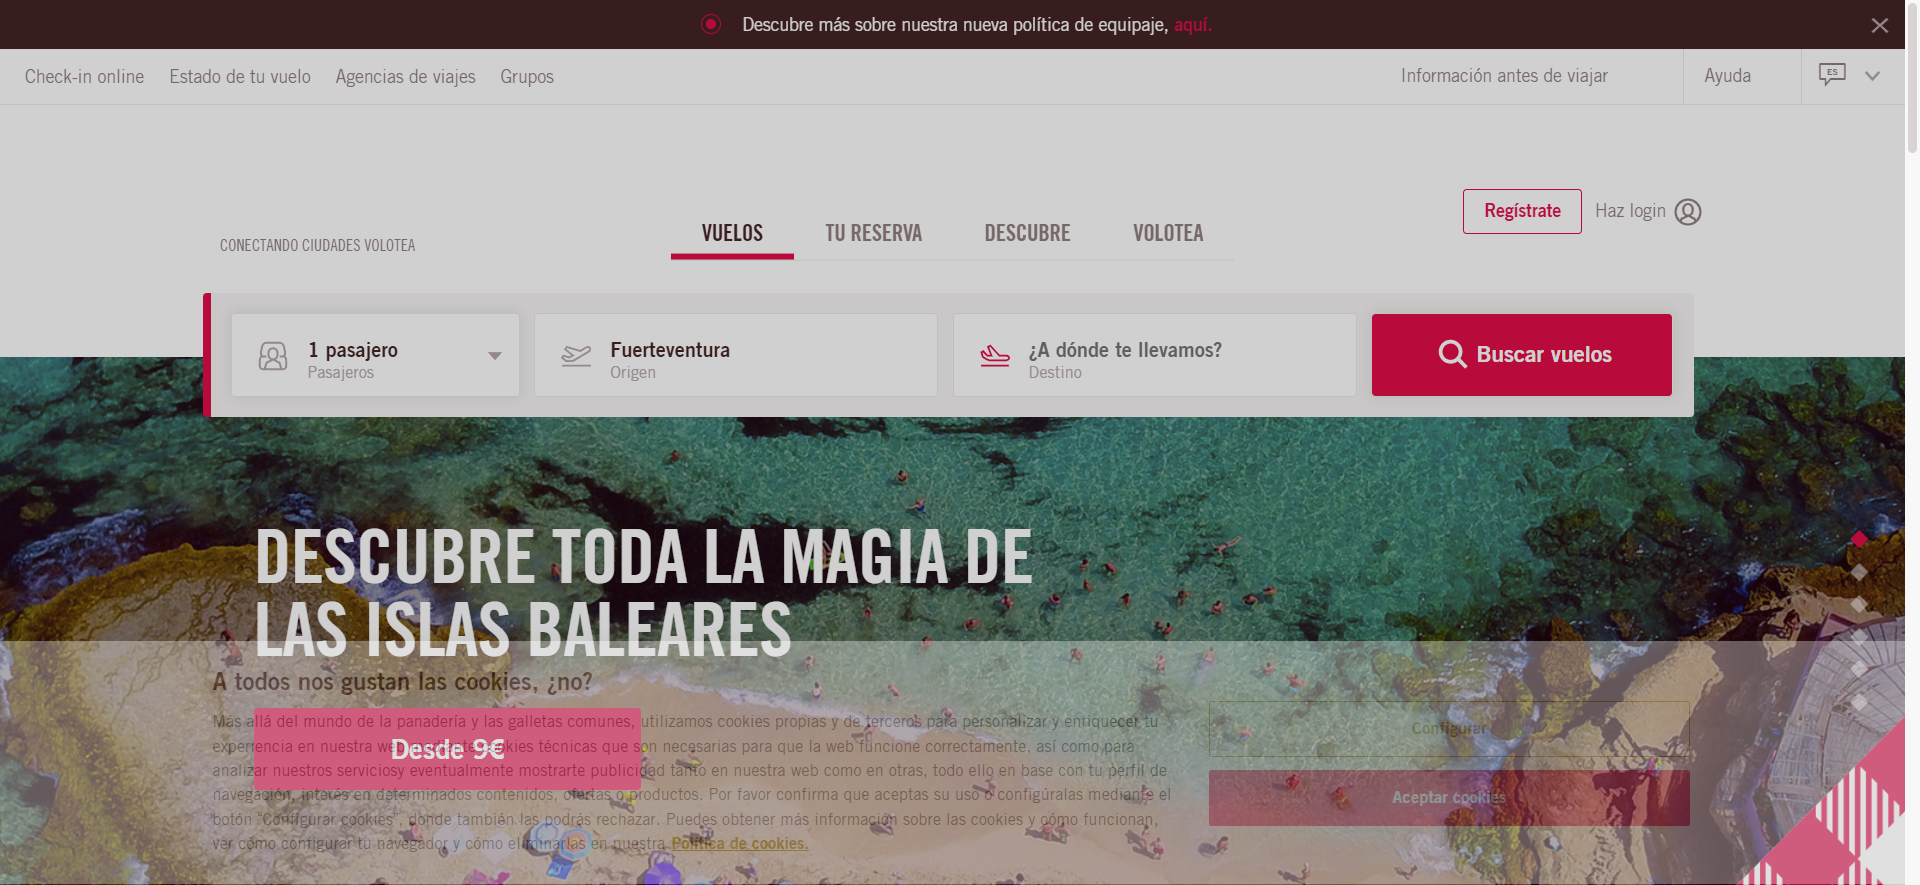 Descubre más sobre nuestra nueva política de equipaje, aquí.
Check-in online
Estado de tu vuelo
Agencias de viajes
Grupos
Información antes de viajar
Ayuda
ES
CONECTANDO CIUDADES VOLOTEA
VUELOS
TU RESERVA
DESCUBRE
VOLOTEA
Regístrate
Haz login
1 pasajero
Pasajeros
Fuerteventura
Origen
¿A dónde te llevamos?
Destino
Buscar vuelos
DESCUBRE TODA LA MAGIA DE
LAS ISLAS BALEARES
Desde 9€
A todos nos gustan las cookies, ¿no?
Más allá del mundo de la panadería y las galletas comunes, utilizamos cookies propias y de terceros para personalizar y enriquecer tu
experiencia en nuestra web mediante cookies técnicas que son necesarias para que la web funcione correctamente, así como para
analizar nuestros serviciosy eventualmente mostrarte publicidad tanto en nuestra web como en otras, todo ello en base con tu perfil de
navegación, interés en determinados contenidos, ofertas o productos. Por favor confirma que aceptas su uso o configúralas mediante el
botón “Configurar cookies”, donde también las podrás rechazar. Puedes obtener más información sobre las cookies y cómo funcionan,
ver cómo configurar tu navegador y cómo eliminarlas en nuestra Política de cookies.
Configurar
Aceptar cookies